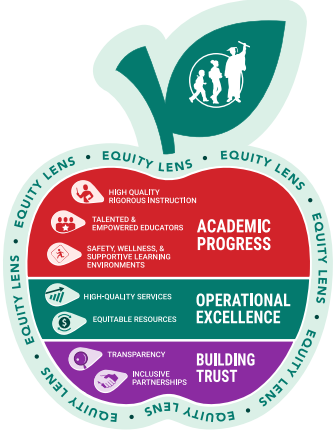 EQUITY LENS • EQUITY LENS • EQUITY LENS • EQUITY LENS • EQUITY LENS • EQUITY LENS • EQUITY LENS • EQUITY LENS • EQUITY LENS •
HIGH QUALITY
RIGOROUS INSTRUCTION
TALENTED &
EMPOWERED EDUCATORS
SAFETY, WELLNESS, &
SUPPORTIVE LEARNING
ENVIRONMENTS
ACADEMIC
PROGRESS
HIGH-QUALITY SERVICES
EQUITABLE RESOURCES
$
OPERATIONAL
EXCELLENCE
TRANSPARENCY
INCLUSIVE
PARTNERSHIPS
BUILDING
TRUST